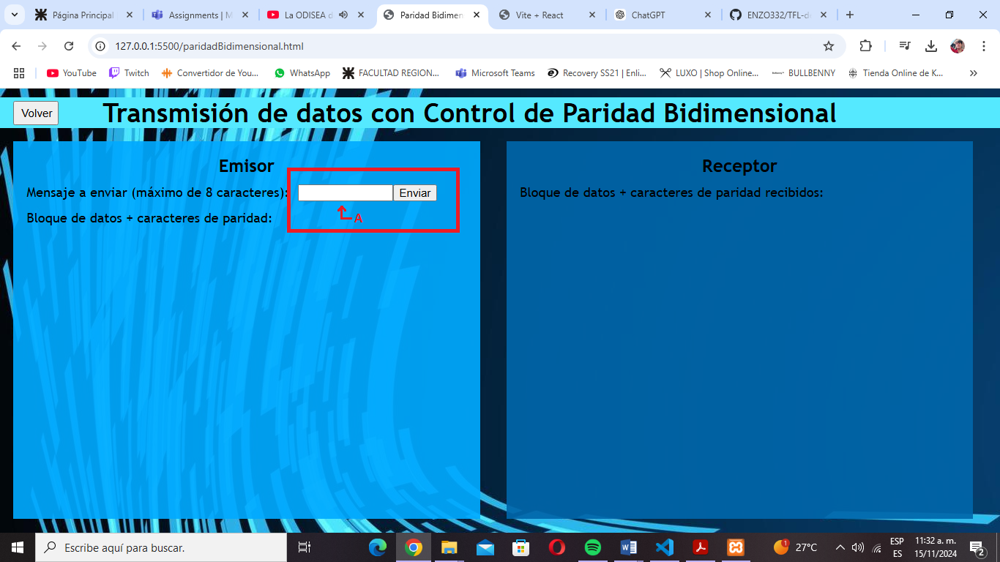 Página Principal
Assignments | M
La ODISEA d
Paridad Bidimen
Vite + React
ChatGPT
ENZO332/TFL-de
127.0.0.1:5500/paridadBidimensional.html
YouTube
Twitch
Convertidor de You...
WhatsApp
FACULTAD REGION...
Microsoft Teams
Recovery SS21 | Enli...
LUXO | Shop Online...
BULLBENNY
Tienda Online de K...
Volver
Transmisión de datos con Control de Paridad Bidimensional
Emisor
Mensaje a enviar (máximo de 8 caracteres):
Enviar
A
Bloque de datos + caracteres de paridad:
Receptor
Bloque de datos + caracteres de paridad recibidos:
Escribe aquí para buscar.
1
27°C
ESP
ES
11:32 a. m.
15/11/2024
2